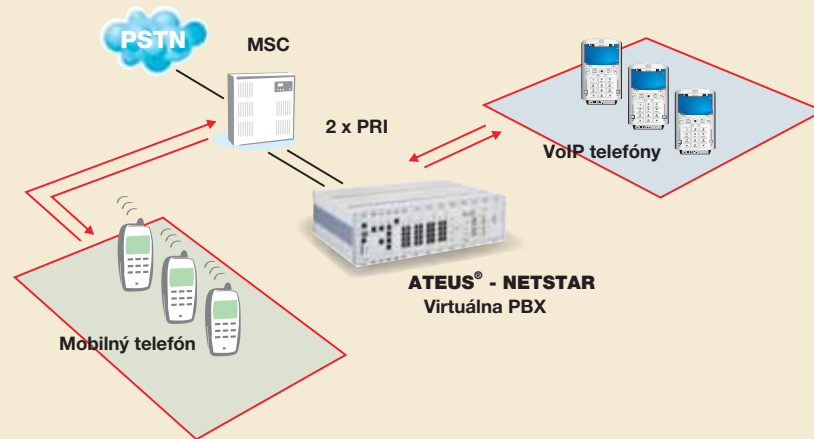 PSTN
MSC
2 x PRI
VoIP telefóny
ATEUS® - NETSTAR
Virtuálna PBX
Mobilný telefón